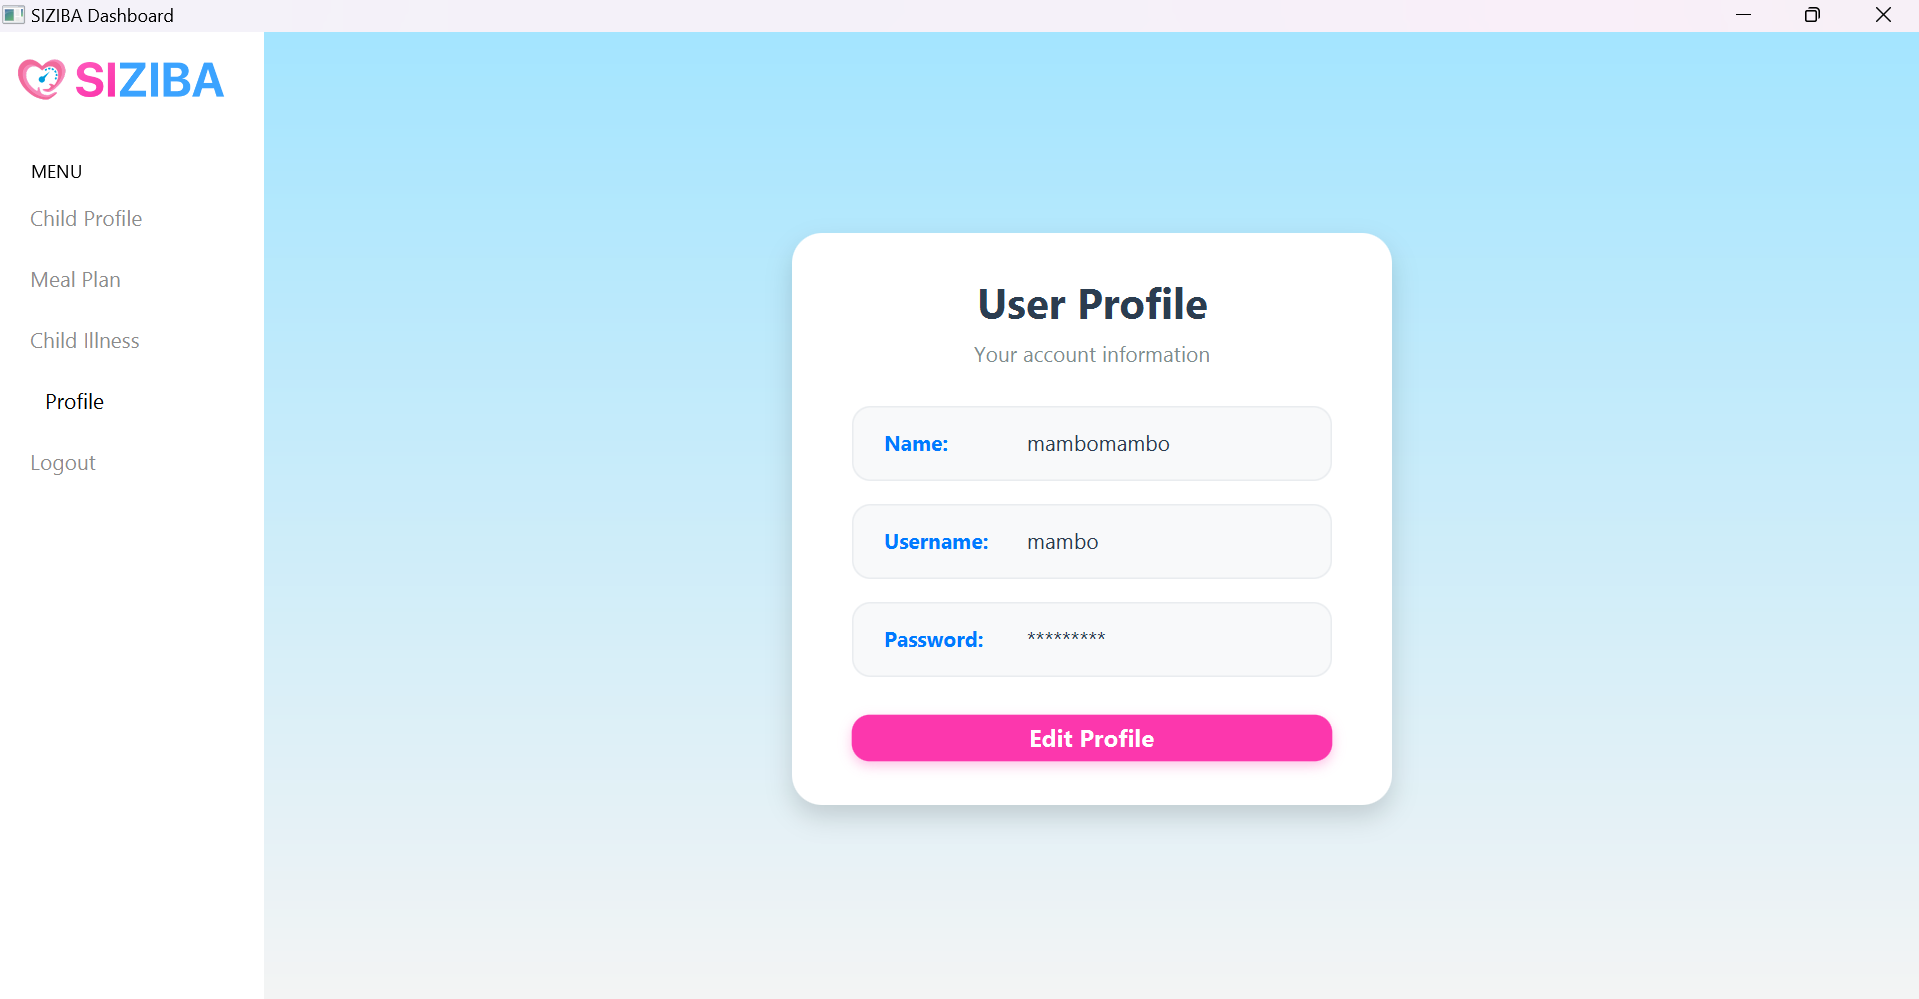 SIZIBA Dashboard
SIZIBA
MENU
Child Profile
Meal Plan
Child Illness
Profile
Logout
User Profile
Your account information
Name: mambomambo
Username: mambo
Password: *********
Edit Profile